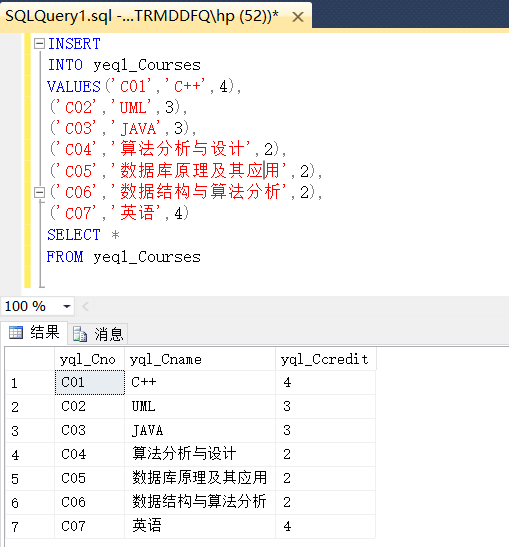 SQLQuery1.sql -...TRMDDFQ\hp (52))*
INSERT
INTO yeql_Courses
VALUES('C01','C++',4),
('C02','UML',3),
('C03','JAVA',3),
('C04','算法分析与设计',2),
('C05','数据库原理及其应用',2),
('C06','数据结构与算法分析',2),
('C07','英语',4)
SELECT *
FROM yeql_Courses
100 %
结果 消息
yql_Cno yql_Cname yql_Ccredit
1 C01 C++ 4
2 C02 UML 3
3 C03 JAVA 3
4 C04 算法分析与设计 2
5 C05 数据库原理及其应用 2
6 C06 数据结构与算法分析 2
7 C07 英语 4